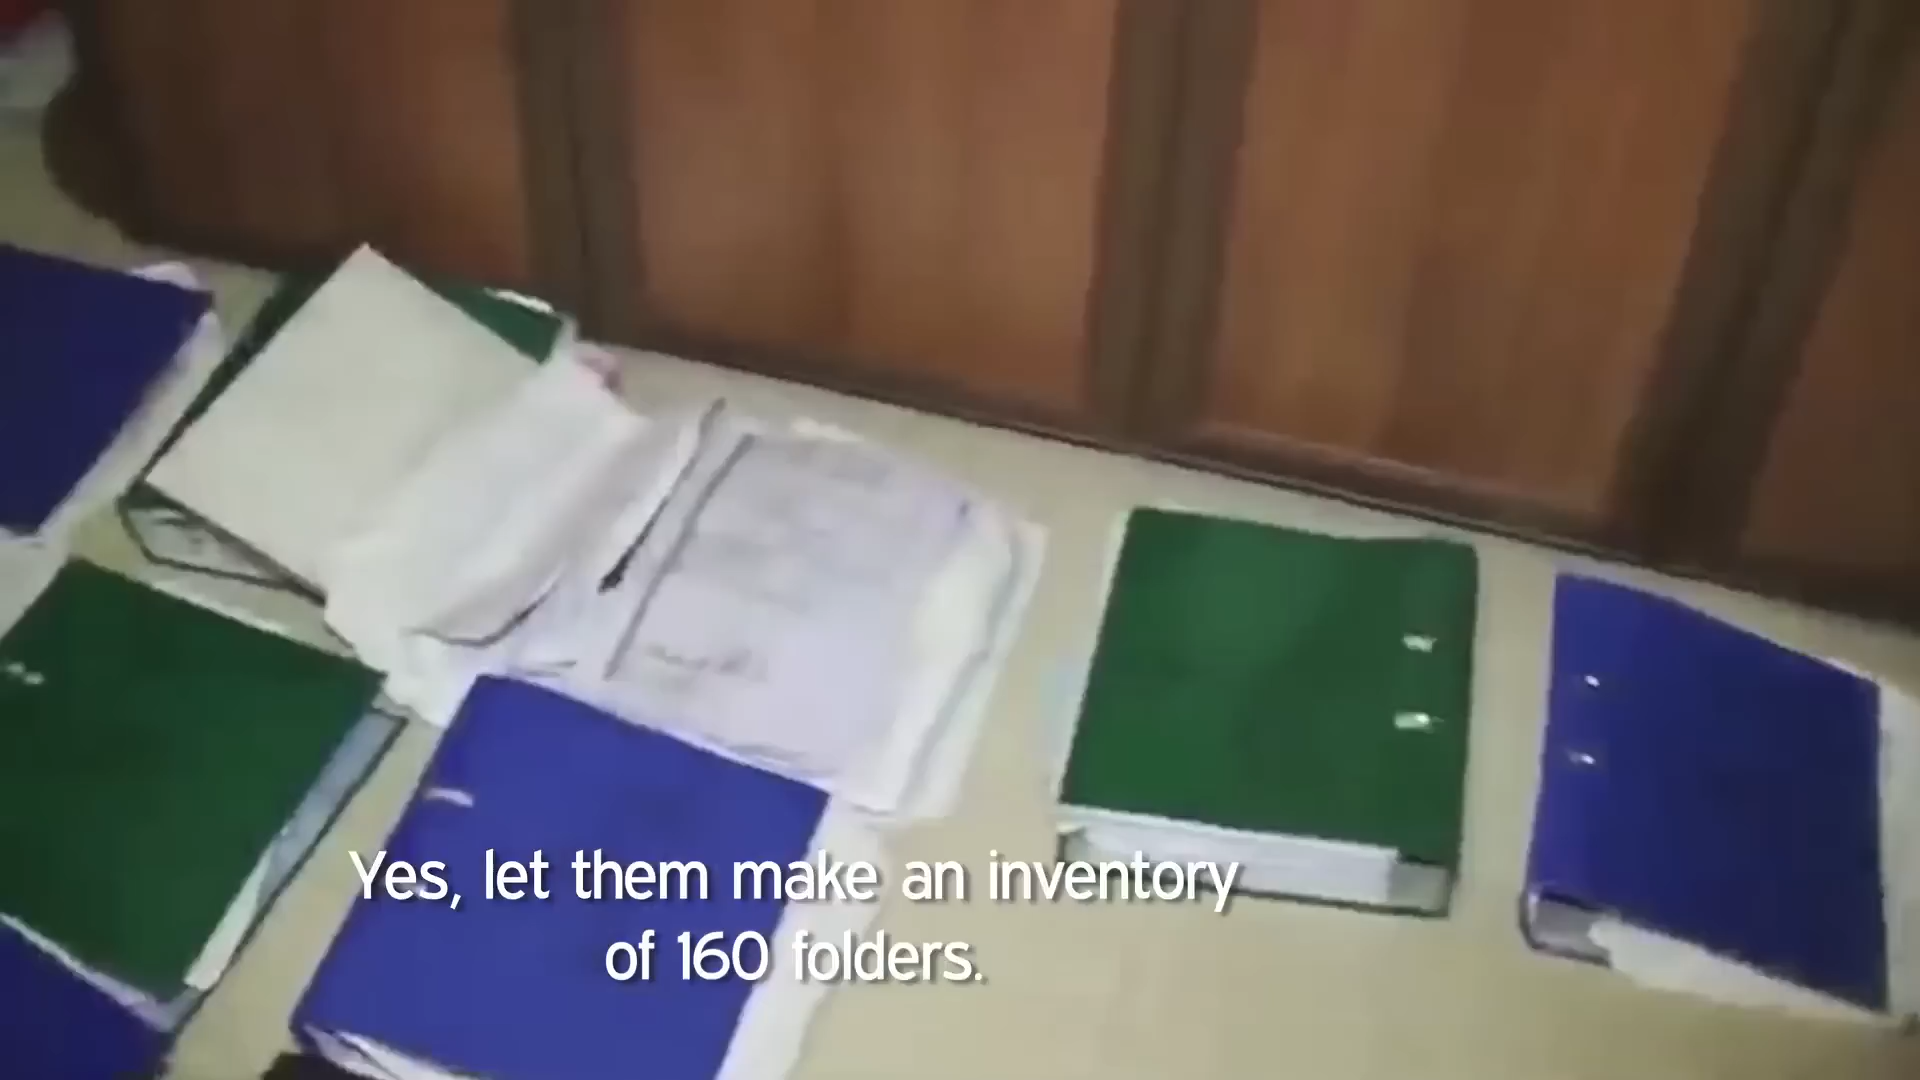 Yes, let them make an inventory
of 160 folders.